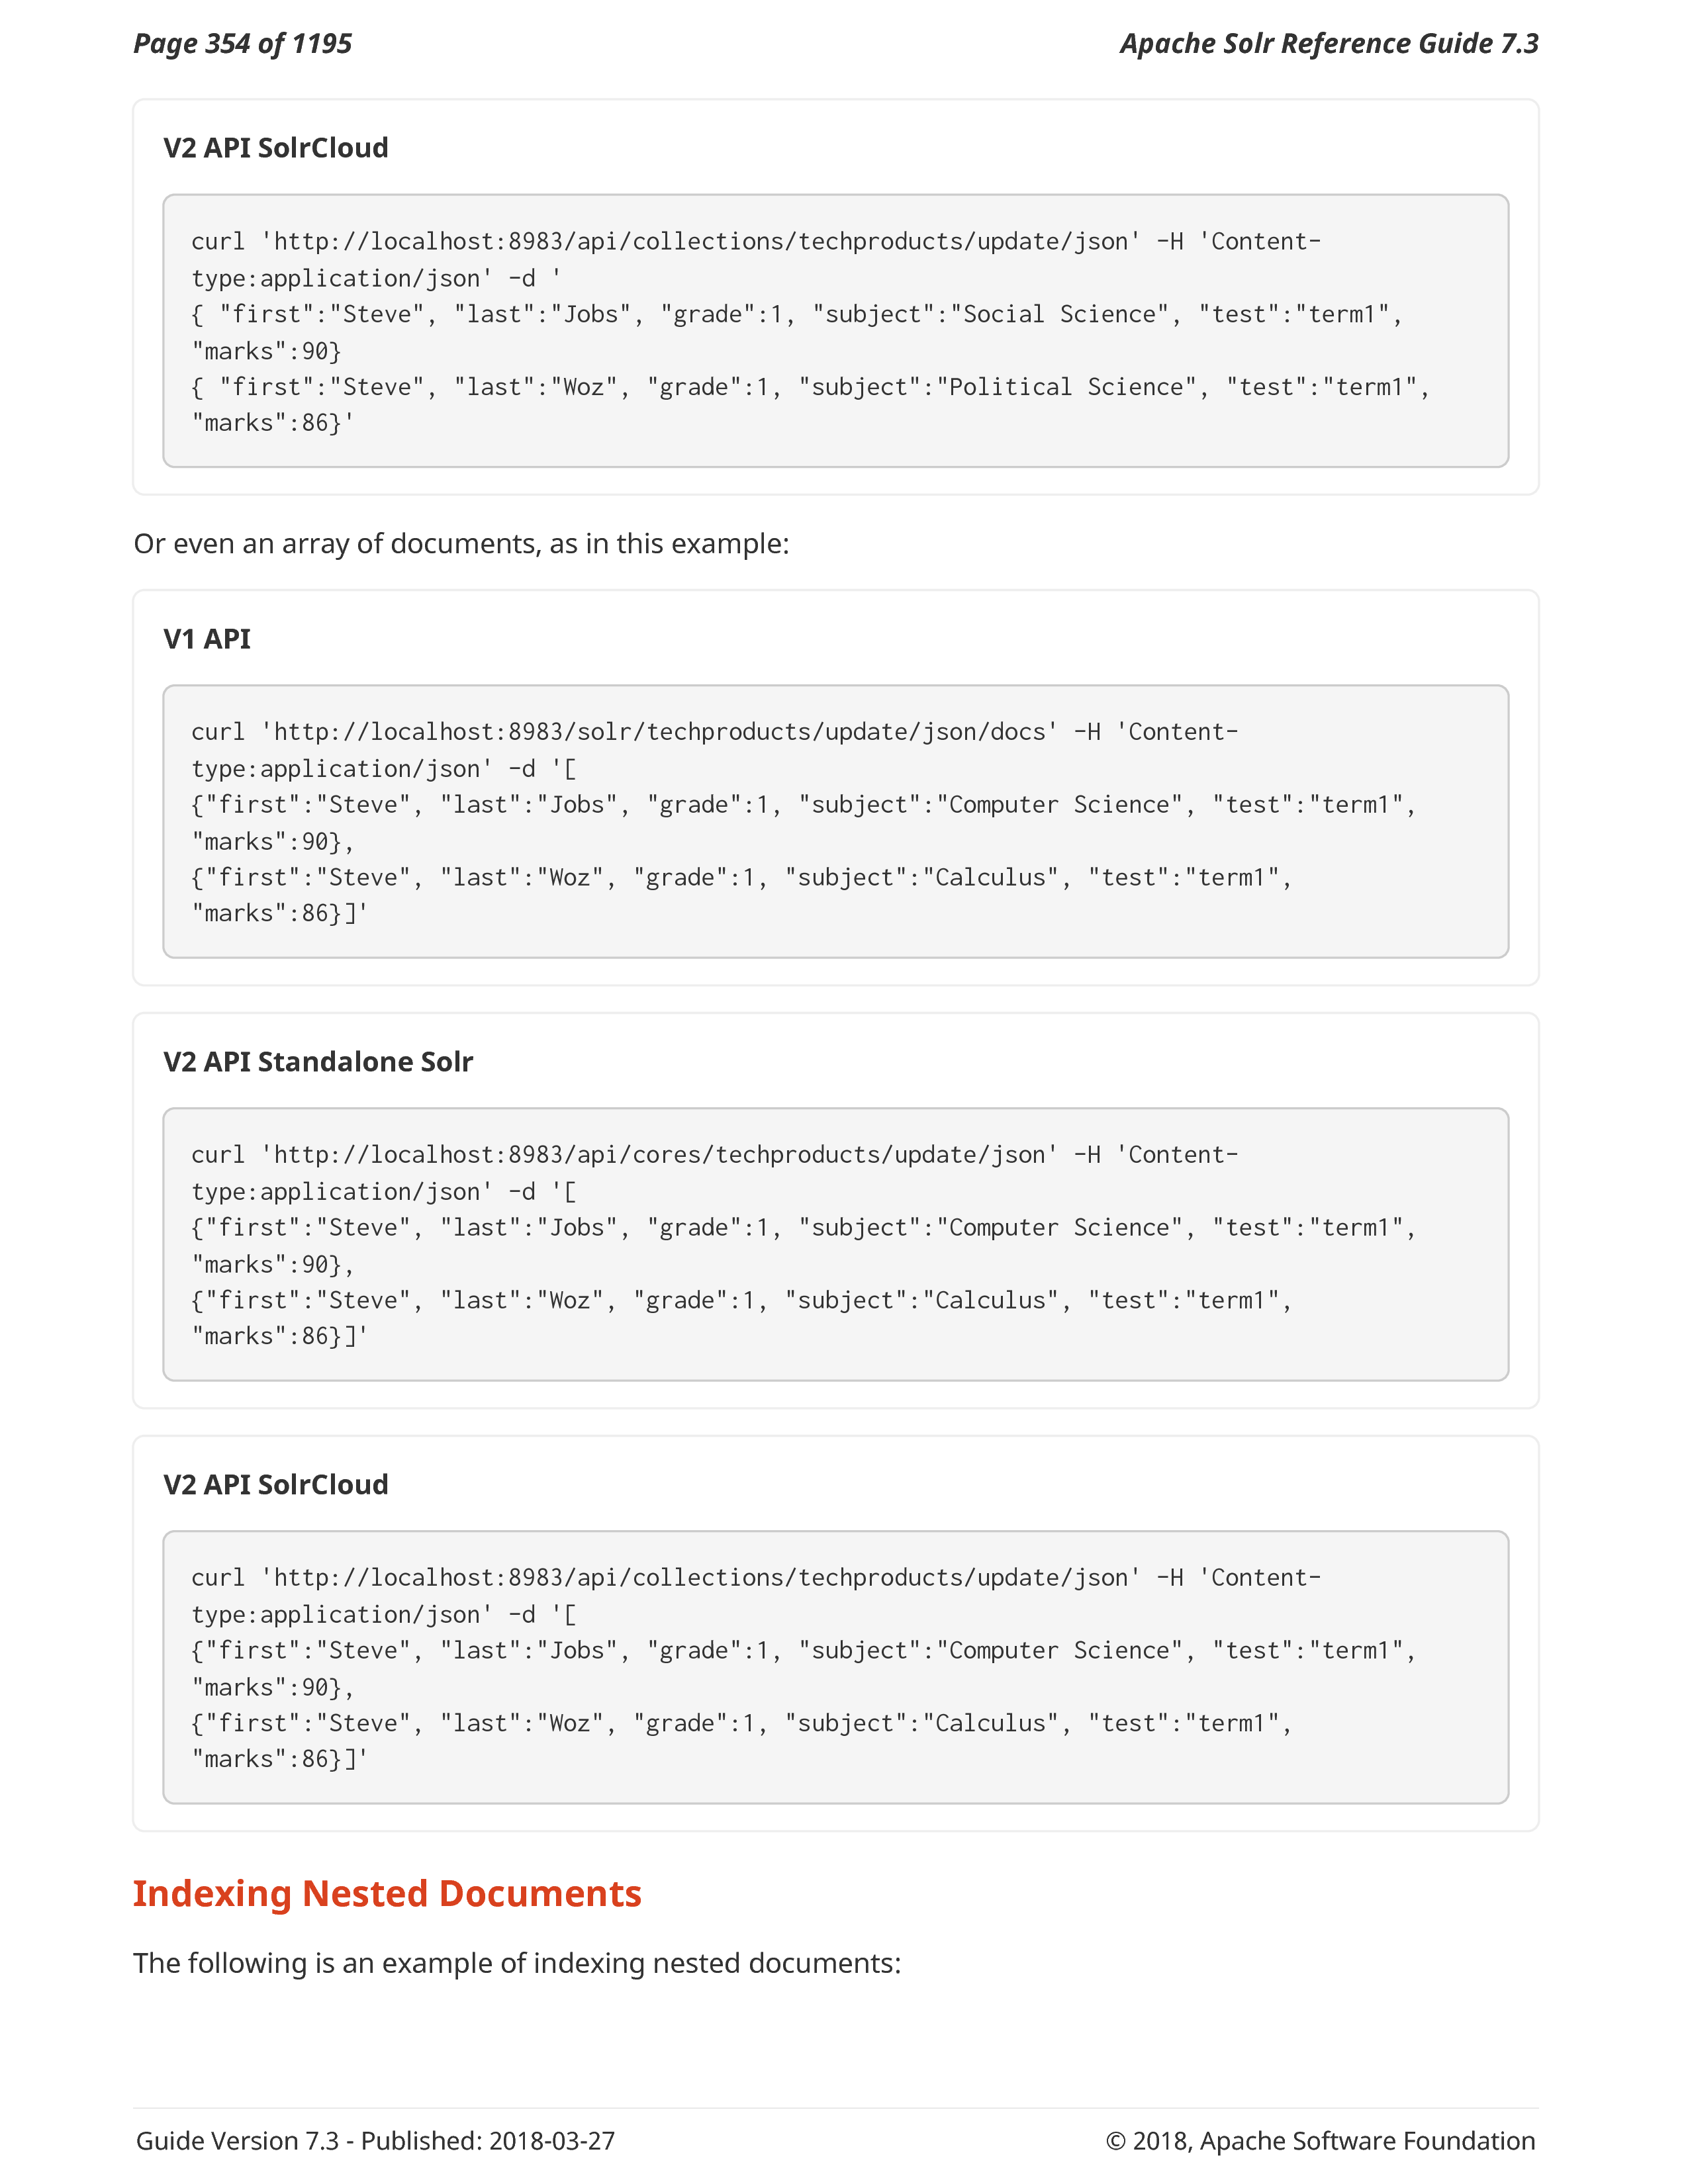 Page 354 of 1195
Apache Solr Reference Guide 7.3
V2 API SolrCloud
curl 'http://localhost:8983/api/collections/techproducts/update/json' -H 'Content-
type:application/json' -d '
{ "first":"Steve", "last":"Jobs", "grade":1, "subject":"Social Science", "test":"term1",
"marks":90}
{ "first":"Steve", "last":"Woz", "grade":1, "subject":"Political Science", "test":"term1",
"marks":86}'
Or even an array of documents, as in this example:
V1 API
curl 'http://localhost:8983/solr/techproducts/update/json/docs' -H 'Content-
type:application/json' -d '[
{"first":"Steve", "last":"Jobs", "grade":1, "subject":"Computer Science", "test":"term1",
"marks":90},
{"first":"Steve", "last":"Woz", "grade":1, "subject":"Calculus", "test":"term1",
"marks":86}]'
V2 API Standalone Solr
curl 'http://localhost:8983/api/cores/techproducts/update/json' -H 'Content-
type:application/json' -d '[
{"first":"Steve", "last":"Jobs", "grade":1, "subject":"Computer Science", "test":"term1",
"marks":90},
{"first":"Steve", "last":"Woz", "grade":1, "subject":"Calculus", "test":"term1",
"marks":86}]'
V2 API SolrCloud
curl 'http://localhost:8983/api/collections/techproducts/update/json' -H 'Content-
type:application/json' -d '[
{"first":"Steve", "last":"Jobs", "grade":1, "subject":"Computer Science", "test":"term1",
"marks":90},
{"first":"Steve", "last":"Woz", "grade":1, "subject":"Calculus", "test":"term1",
"marks":86}]'
Indexing Nested Documents
The following is an example of indexing nested documents:
Guide Version 7.3 - Published: 2018-03-27
© 2018, Apache Software Foundation